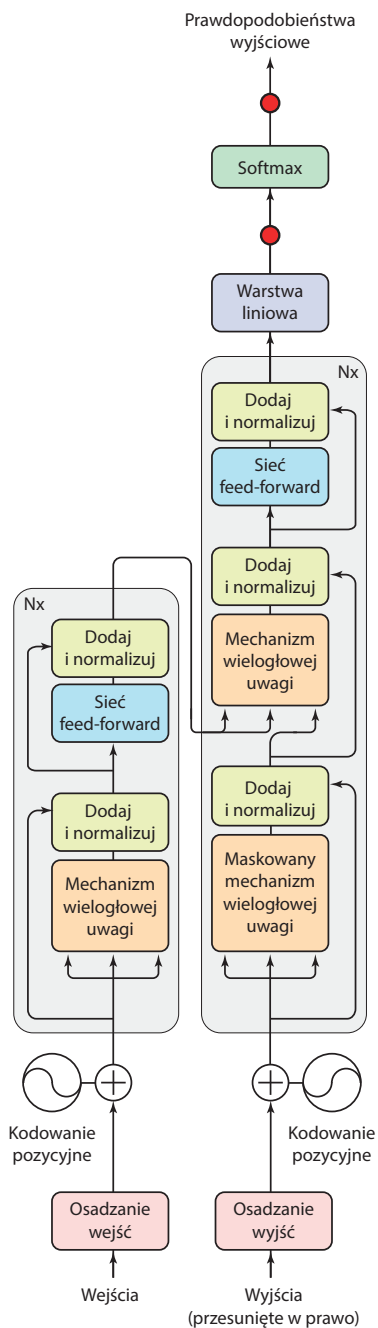 Prawdopodobieństwa
wyjściowe
Softmax
Warstwa
liniowa
Nx
Dodaj
i normalizuj
Sieć
feed-forward
Dodaj
i normalizuj
Mechanizm
wielogłowej
uwagi
Dodaj
i normalizuj
Maskowany
mechanizm
wielogłowej
uwagi
Nx
Dodaj
i normalizuj
Sieć
feed-forward
Dodaj
i normalizuj
Mechanizm
wielogłowej
uwagi
Kodowanie
pozycyjne
Kodowanie
pozycyjne
Osadzanie
wejść
Osadzanie
wyjść
Wejścia
Wyjścia
(przesunięte w prawo)